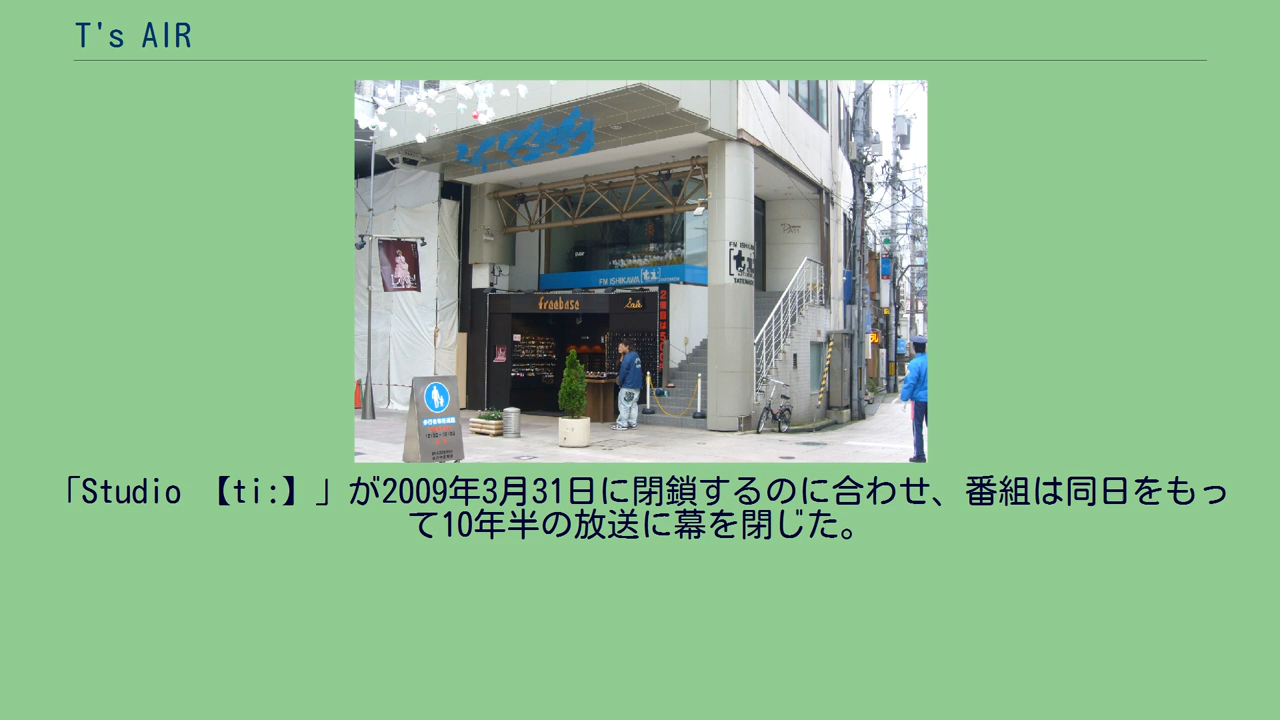 T's AIR
FM ISHIKAWA
FM ISHIKAWA
freebase
「Studio 【ti:】」が2009年3月31日に閉鎖するのに合わせ、番組は同日をもっ
て10年半の放送に幕を閉じた。